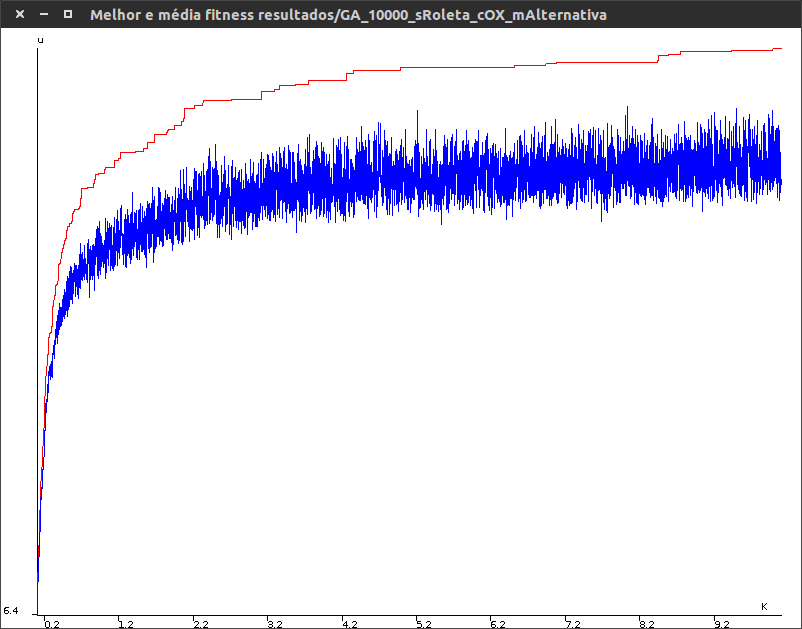 Melhor e média fitness resultados/GA_10000_sRoleta_cOX_mAlternativa
u
K
6.4
0.2 1.2 2.2 3.2 4.2 5.2 6.2 7.2 8.2 9.2